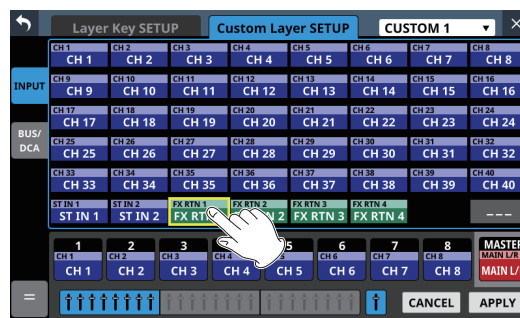 Layer Key SETUP Custom Layer SETUP CUSTOM 1
CH 1 CH 2 CH 3 CH 4 CH 5 CH 6 CH 7 CH 8
CH 1 CH 2 CH 3 CH 4 CH 5 CH 6 CH 7 CH 8
INPUT
CH 9 CH 10 CH 11 CH 12 CH 13 CH 14 CH 15 CH 16
CH 9 CH 10 CH 11 CH 12 CH 13 CH 14 CH 15 CH 16
CH 17 CH 18 CH 19 CH 20 CH 21 CH 22 CH 23 CH 24
CH 17 CH 18 CH 19 CH 20 CH 21 CH 22 CH 23 CH 24
BUS/
DCA
CH 25 CH 26 CH 27 CH 28 CH 29 CH 30 CH 31 CH 32
CH 25 CH 26 CH 27 CH 28 CH 29 CH 30 CH 31 CH 32
CH 33 CH 34 CH 35 CH 36 CH 37 CH 38 CH 39 CH 40
CH 33 CH 34 CH 35 CH 36 CH 37 CH 38 CH 39 CH 40
ST IN 1 ST IN 2 FX RTN 1 FX RTN 2 FX RTN 3 FX RTN 4
ST IN 1 ST IN 2 FX RT 2 FX RTN 3 FX RTN 4 ---
1 2 3 5 6 7 8 MASTER
CH 1 CH 2 CH 3 CH 4 CH 5 CH 6 CH 7 CH 8 MAIN L/R
CH 1 CH 2 CH 3 CH 4 CH 5 CH 6 CH 7 CH 8 MAIN L/
CANCEL APPLY